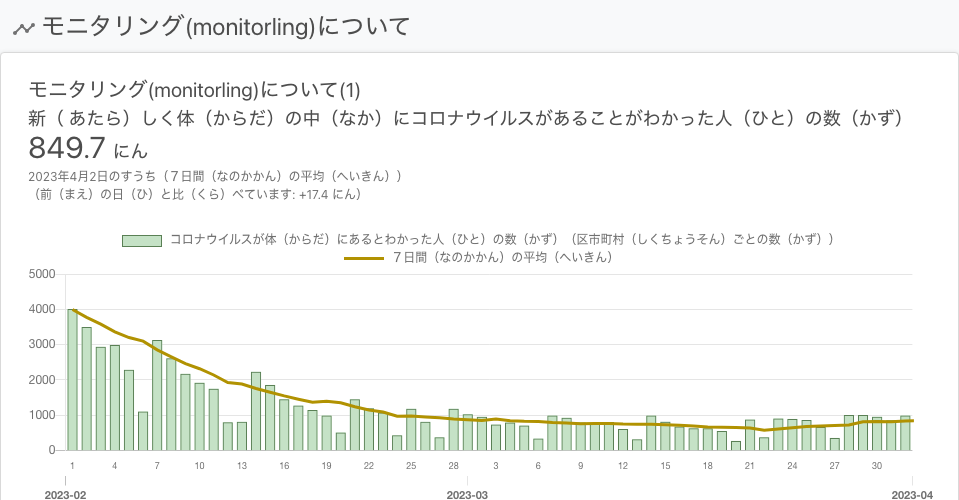 モニタリング(monitorling)について
モニタリング(monitorling)について(1)
新（ あたら）しく体（からだ）の中（なか）にコロナウイルスがあることがわかった人（ひと）の数（かず）
849.7 にん
2023年4月2日のすうち（７日間（なのかかん）の平均（へいきん））
（前（まえ）の日（ひ）と比（くら）べています: +17.4 にん）
コロナウイルスが体（からだ）にあるとわかった人（ひと）の数（かず）（区市町村（しくちょうそん）ごとの数（かず））
７日間（なのかかん）の平均（へいきん）
5000
4000
3000
2000
1000
0
1 4 7 10 13 16 19 22 25 28 3 6 9 12 15 18 21 24 27 30
2023-02 2023-03 2023-04